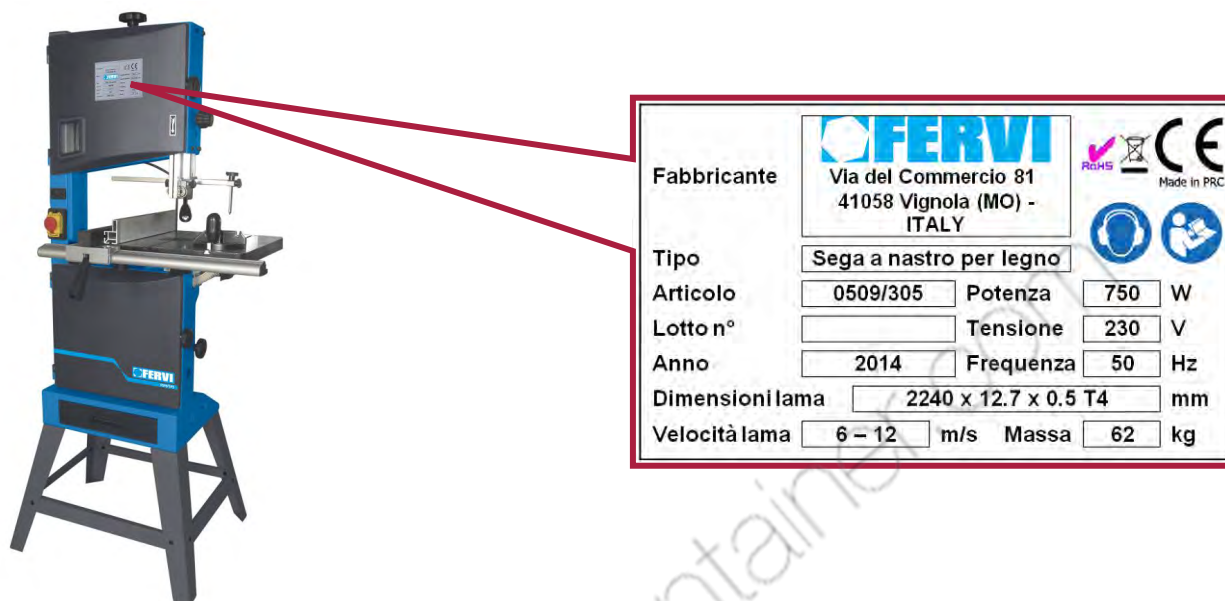 FERVI
Fabbricante
Via del Commercio 81
41058 Vignola (MO) -
ITALY
RoHS
CE
Made in PRC
Tipo Sega a nastro per legno
Articolo 0509/305 Potenza 750 W
Lotto n° Tensione 230 V
Anno 2014 Frequenza 50 Hz
Dimensioni lama 2240 x 12.7 x 0.5 T4 mm
Velocità lama 6 – 12 m/s Massa 62 kg
FERVI